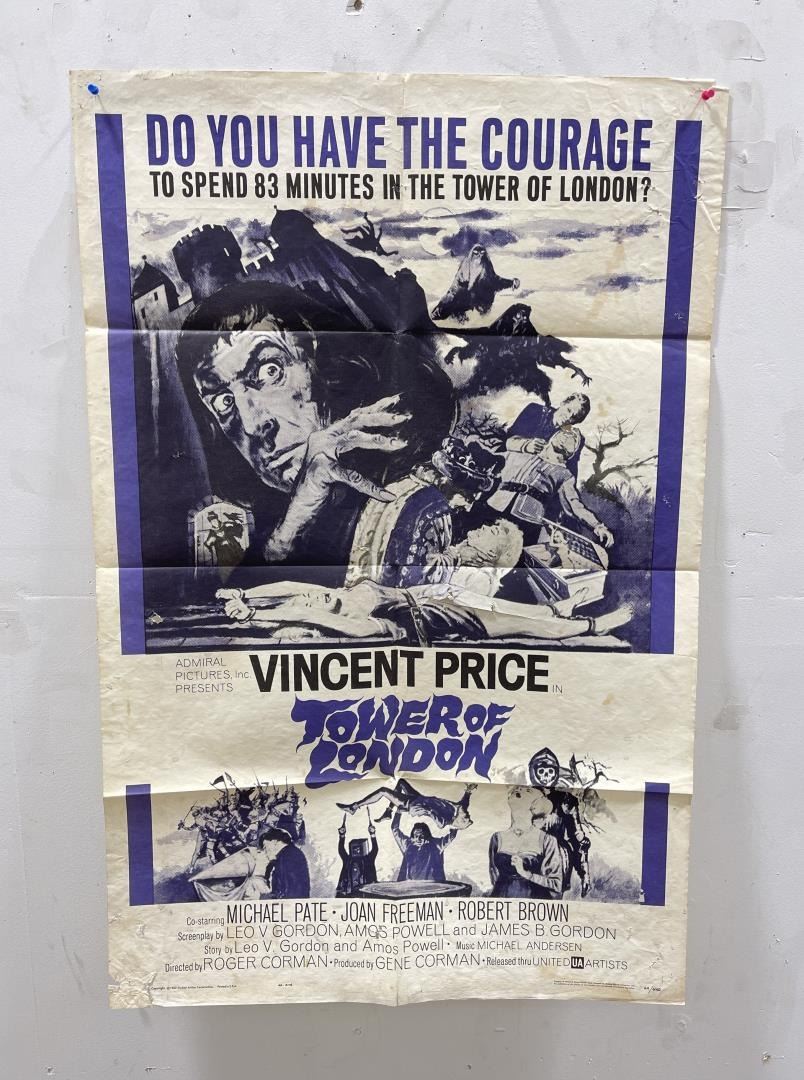 DO YOU HAVE THE COURAGE
TO SPEND 83 MINUTES IN THE TOWER OF LONDON?
ADMIRAL
PICTURES, Inc.
PRESENTS
VINCENT PRICE
IN
TOWER OF
LONDON
Co-starring MICHAEL PATE · JOAN FREEMAN · ROBERT BROWN
Screenplay by LEO V GORDON, AMOS POWELL and JAMES B. GORDON
Story by Leo V. Gordon and Amos Powell · Music MICHAEL ANDERSEN
Directed by ROGER CORMAN · Produced by GENE CORMAN · Released thru UNITED UA ARTISTS